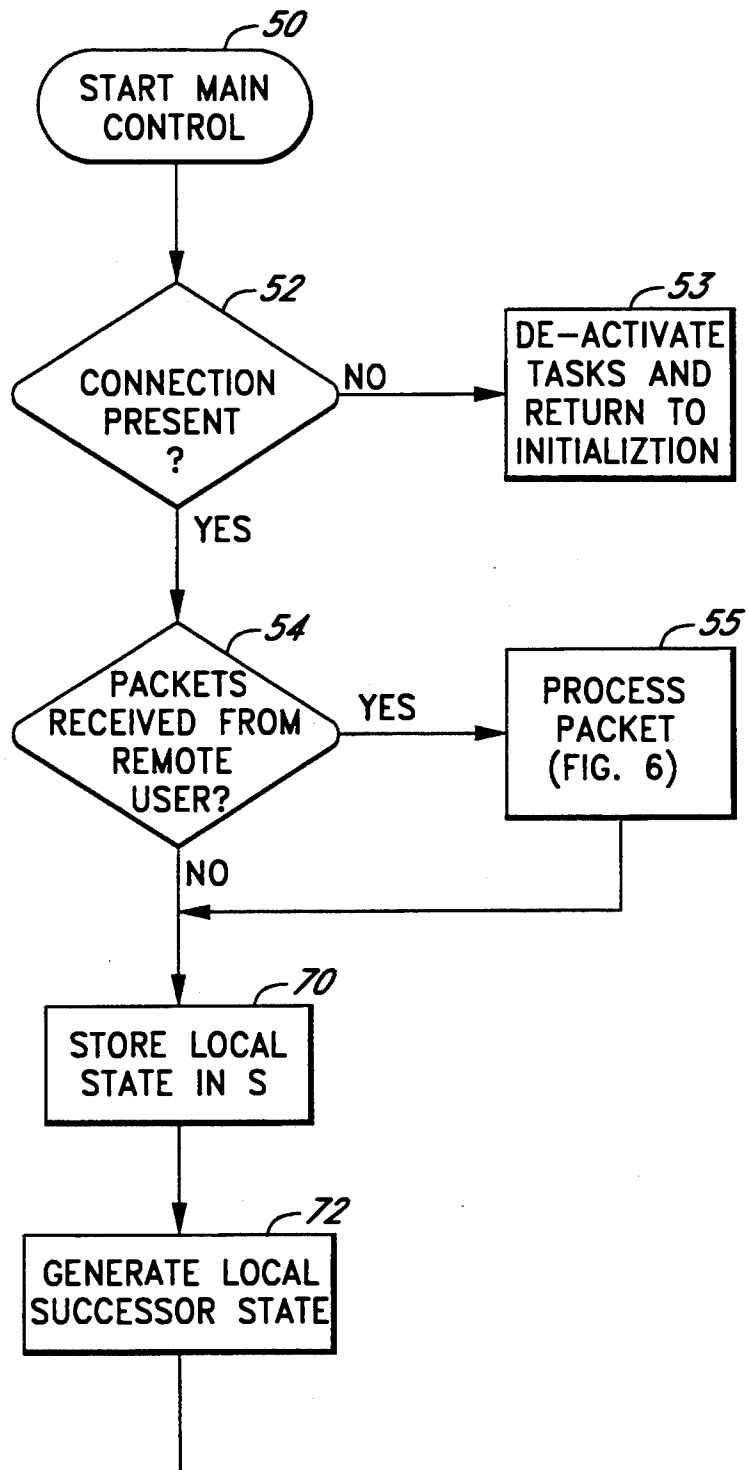 50
START MAIN
CONTROL
52
CONNECTION
PRESENT
?
NO
53
DE-ACTIVATE
TASKS AND
RETURN TO
INITIALIZTION
YES
54
PACKETS
RECEIVED FROM
REMOTE
USER?
YES
55
PROCESS
PACKET
(FIG. 6)
NO
70
STORE LOCAL
STATE IN S
72
GENERATE LOCAL
SUCCESSOR STATE